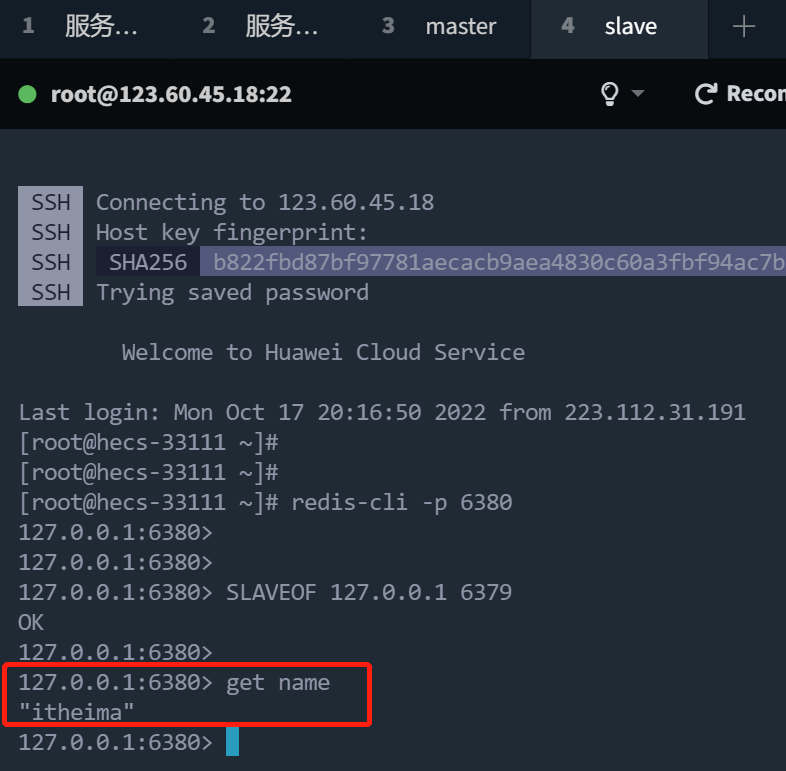 1 服务... 2 服务... 3 master 4 slave
root@123.60.45.18:22 Recon
SSH Connecting to 123.60.45.18
SSH Host key fingerprint:
SSH SHA256 b822fbd87bf97781aecacb9aea4830c60a3fbf94ac7b
SSH Trying saved password
Welcome to Huawei Cloud Service
Last login: Mon Oct 17 20:16:50 2022 from 223.112.31.191
[root@hecs-33111 ~]#
[root@hecs-33111 ~]#
[root@hecs-33111 ~]# redis-cli -p 6380
127.0.0.1:6380>
127.0.0.1:6380>
127.0.0.1:6380> SLAVEOF 127.0.0.1 6379
OK
127.0.0.1:6380>
127.0.0.1:6380> get name
"itheima"
127.0.0.1:6380>